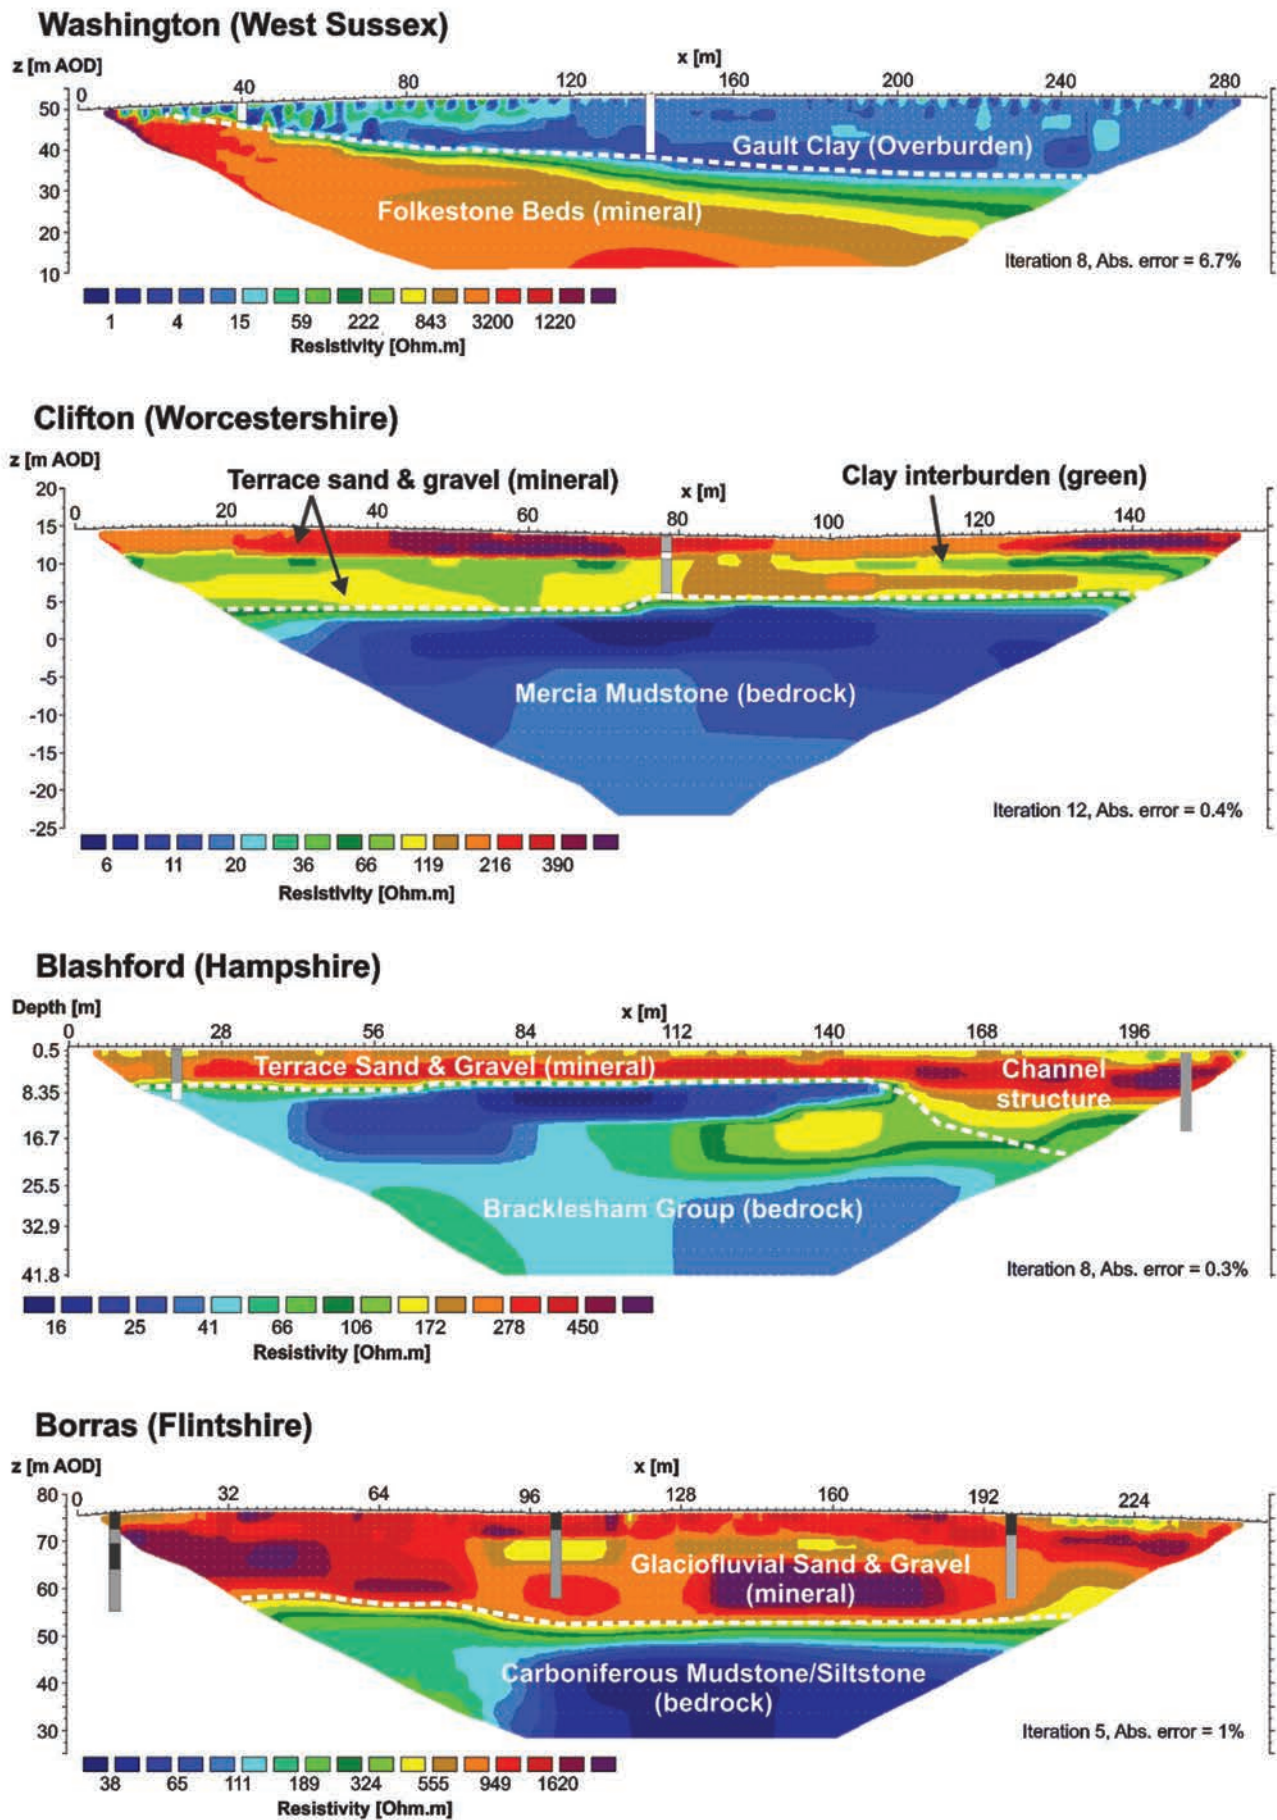 Washington (West Sussex)
z [m AOD]
x [m]
0 40 80 120 160 200 240 280
50
40
30
20
10
Gault Clay (Overburden)
Folkestone Beds (mineral)
Iteration 8, Abs. error = 6.7%
1 4 15 59 222 843 3200 1220
Resistivity [Ohm.m]
Clifton (Worcestershire)
z [m AOD]
Terrace sand & gravel (mineral)
x [m]
Clay interburden (green)
0 20 40 60 80 100 120 140
20
15
10
5
0
-5
-10
-15
-20
-25
Mercia Mudstone (bedrock)
Iteration 12, Abs. error = 0.4%
6 11 20 36 66 119 216 390
Resistivity [Ohm.m]
Blashford (Hampshire)
Depth [m]
x [m]
0 28 56 84 112 140 168 196
0.5
8.35
16.7
25.5
32.9
41.8
Terrace Sand & Gravel (mineral)
Channel
structure
Bracklesham Group (bedrock)
Iteration 8, Abs. error = 0.3%
16 25 41 66 106 172 278 450
Resistivity [Ohm.m]
Borras (Flintshire)
z [m AOD]
x [m]
0 32 64 96 128 160 192 224
80
70
60
50
40
30
Glaciofluvial Sand & Gravel
(mineral)
Carboniferous Mudstone/Siltstone
(bedrock)
Iteration 5, Abs. error = 1%
38 65 111 189 324 555 949 1620
Resistivity [Ohm.m]